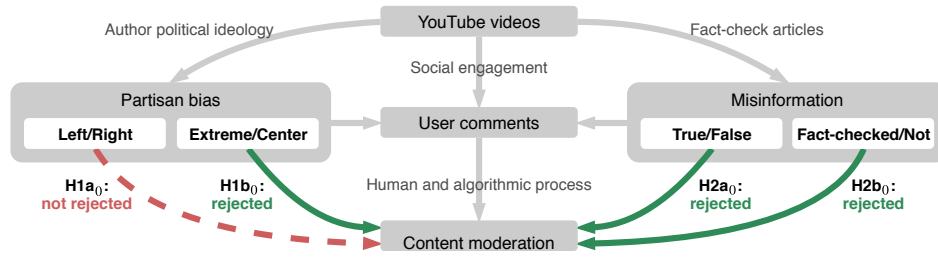 YouTube videos
Author political ideology
Fact-check articles
Social engagement
Partisan bias
Left/Right
Extreme/Center
User comments
Misinformation
True/False
Fact-checked/Not
Human and algorithmic process
H1a₀:
not rejected
H1b₀:
rejected
H2a₀:
rejected
H2b₀:
rejected
Content moderation